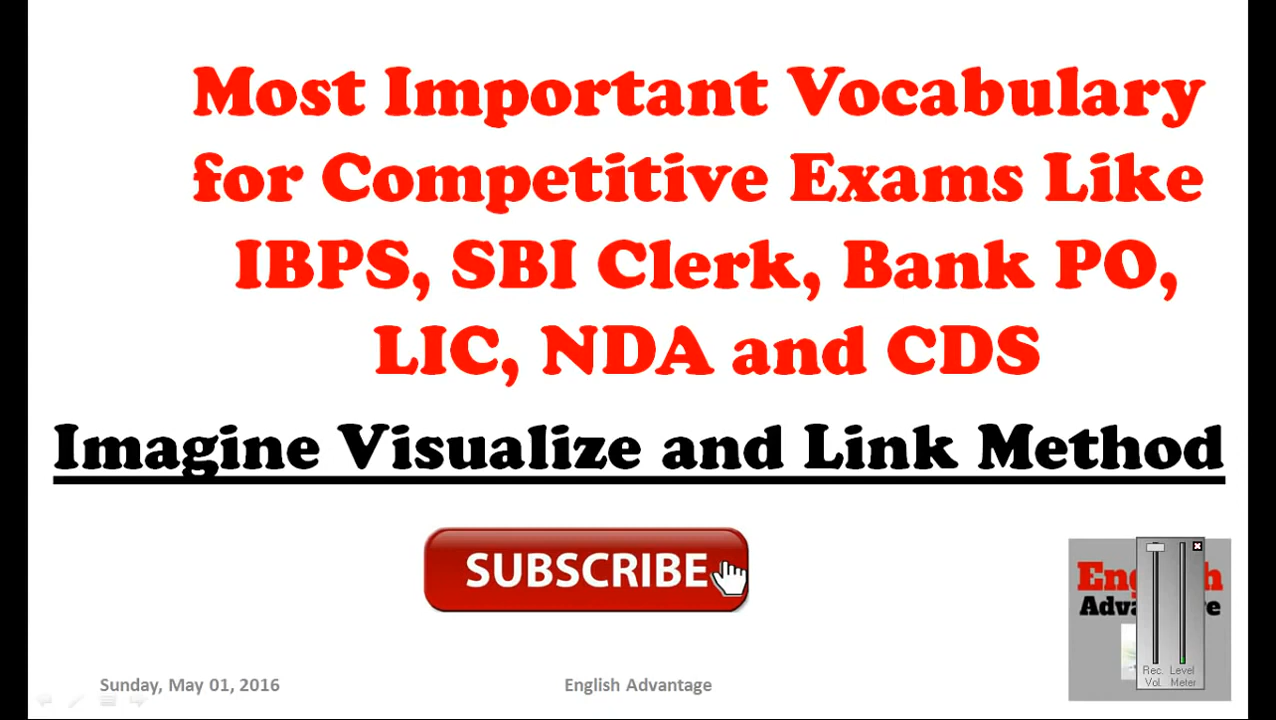 Most Important Vocabulary
for Competitive Exams Like
IBPS, SBI Clerk, Bank PO,
LIC, NDA and CDS
Imagine Visualize and Link Method
SUBSCRIBE
Rec. Level
Vol. Meter
Sunday, May 01, 2016
English Advantage